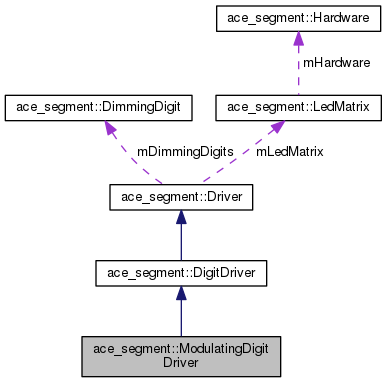 ace_segment::Hardware
mHardware
ace_segment::DimmingDigit
ace_segment::LedMatrix
mDimmingDigits
mLedMatrix
ace_segment::Driver
ace_segment::DigitDriver
ace_segment::ModulatingDigit
Driver